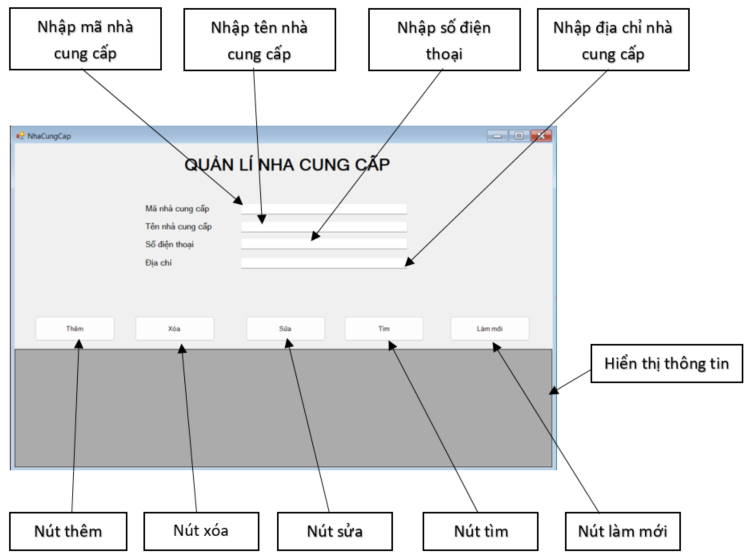 Nhập mã nhà
cung cấp
Nhập tên nhà
cung cấp
Nhập số điện
thoại
Nhập địa chỉ nhà
cung cấp
NhaCungCap
QUẢN LÍ NHA CUNG CẤP
Mã nhà cung cấp
Tên nhà cung cấp
Số điện thoại
Địa chỉ
Thêm
Xóa
Sửa
Tìm
Làm mới
Hiển thị thông tin
Nút thêm
Nút xóa
Nút sửa
Nút tìm
Nút làm mới